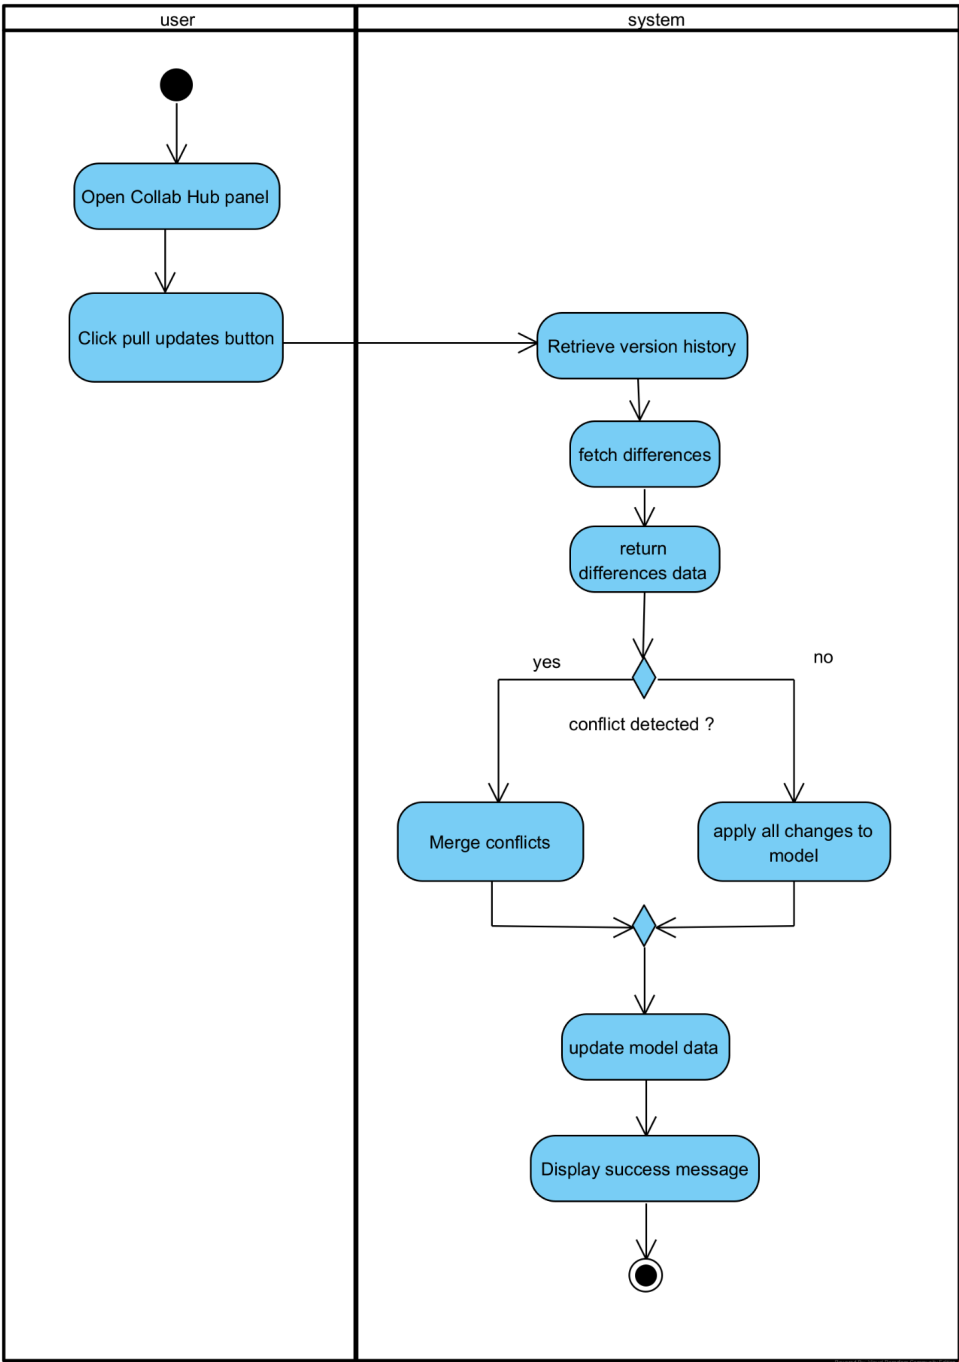 user
system
Open Collab Hub panel
Click pull updates button
Retrieve version history
fetch differences
return
differences data
yes
no
conflict detected ?
Merge conflicts
apply all changes to
model
update model data
Display success message